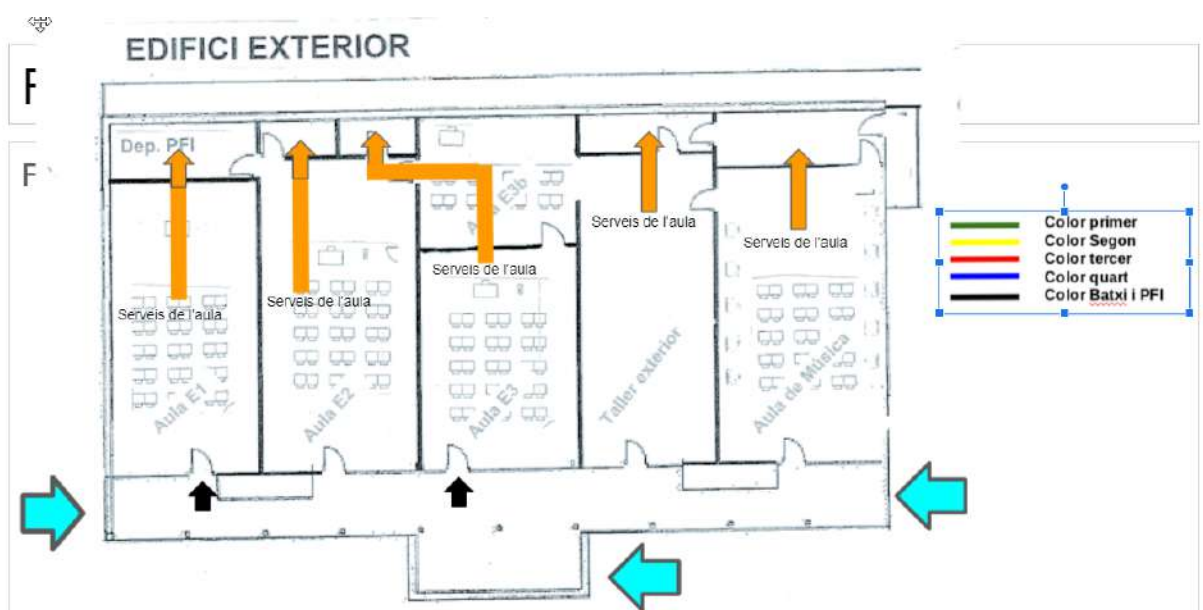 EDIFICI EXTERIOR
F
F
Dep. PFI
Aula E3b
Serveis de l'aula
Serveis de l'aula
Serveis de l'aula
Serveis de l'aula
Serveis de l'aula
Aula E1
Aula E2
Aula E3
Taller exterior
Aula de Música
Color primer
Color Segon
Color tercer
Color quart
Color Batxi i PFI